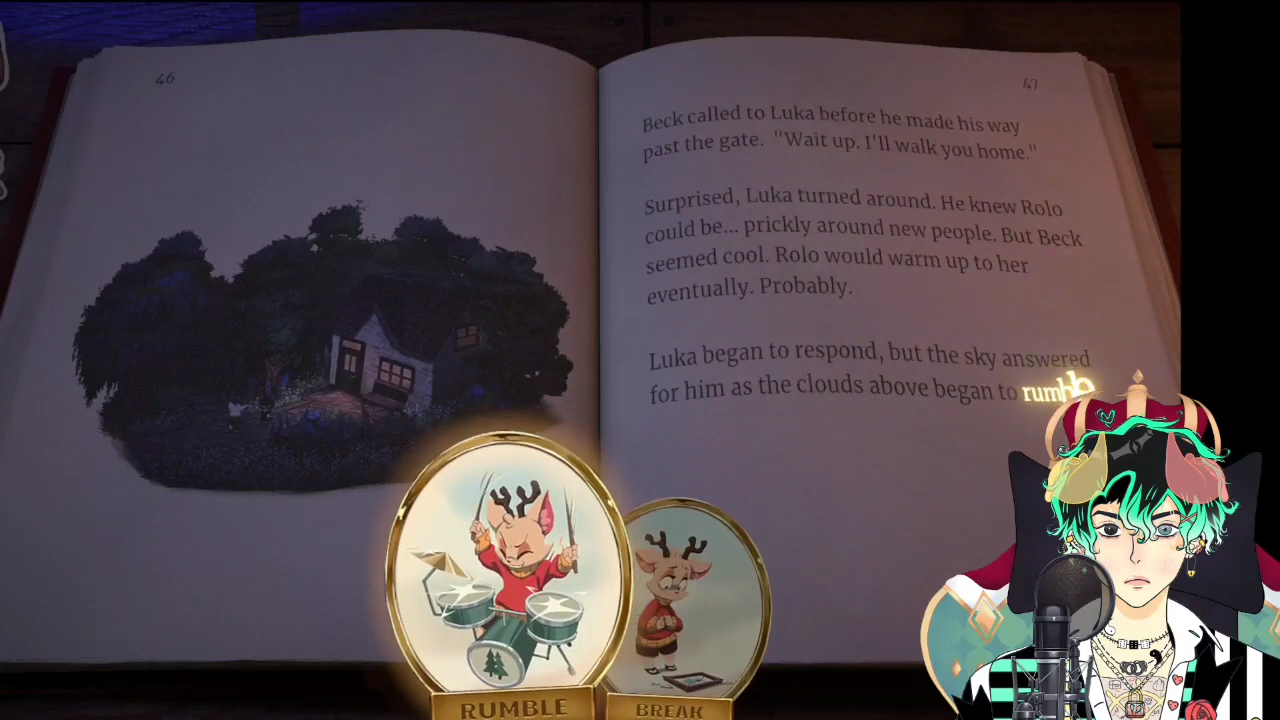 46
47
Beck called to Luka before he made his way
past the gate. "Wait up. I'll walk you home."
Surprised, Luka turned around. He knew Rolo
could be... prickly around new people. But Beck
seemed cool. Rolo would warm up to her
eventually. Probably.
Luka began to respond, but the sky answered
for him as the clouds above began to
RUMBLE
BREAK